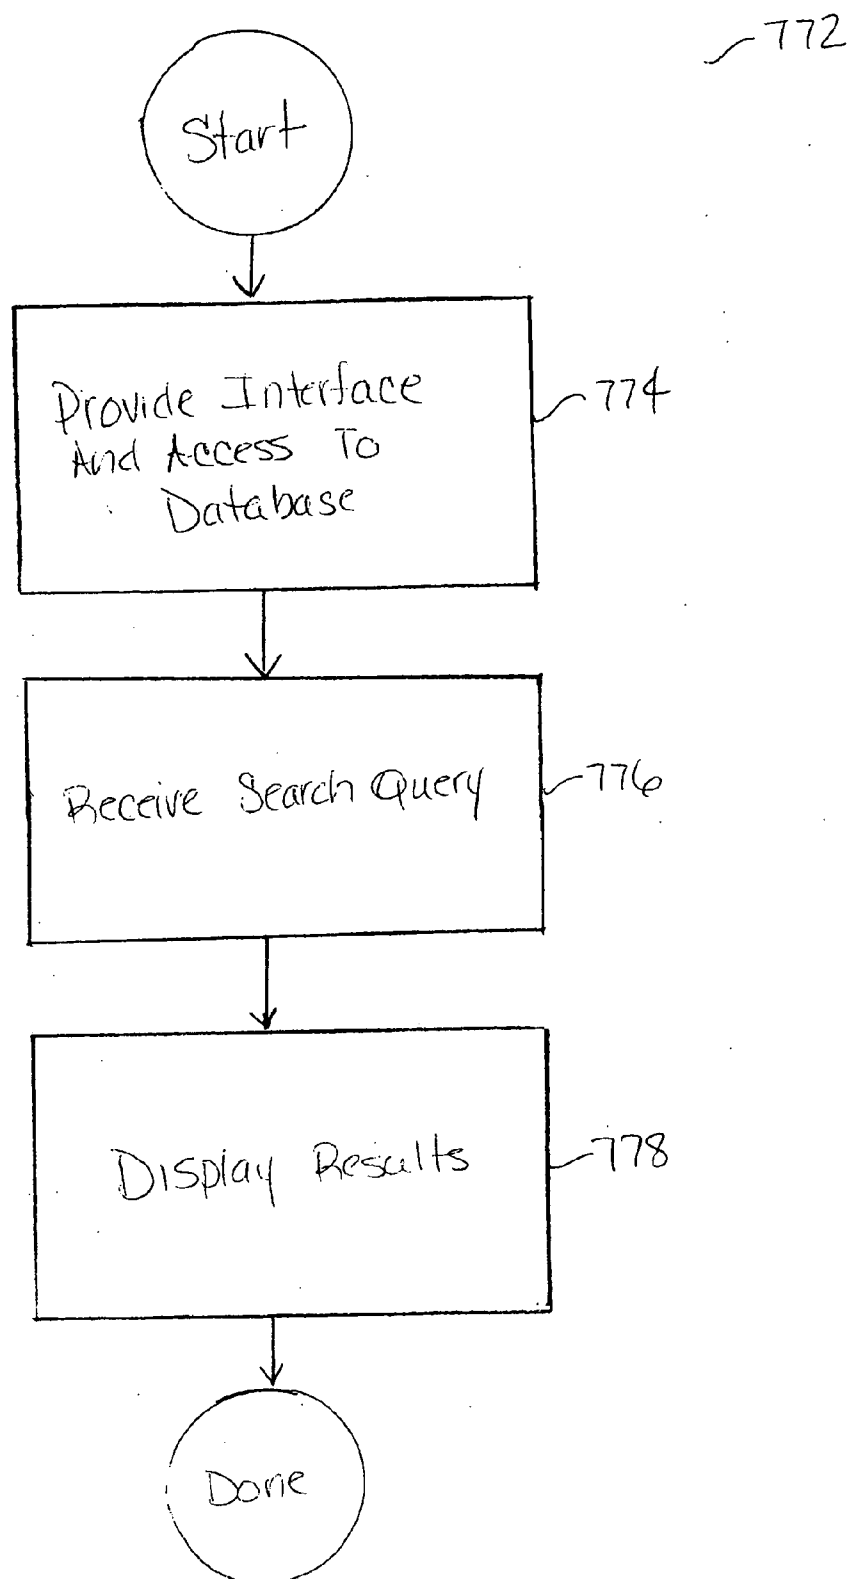 772
Start
Provide Interface
And Access To
Database
774
Receive Search Query
776
Display Results
778
Done